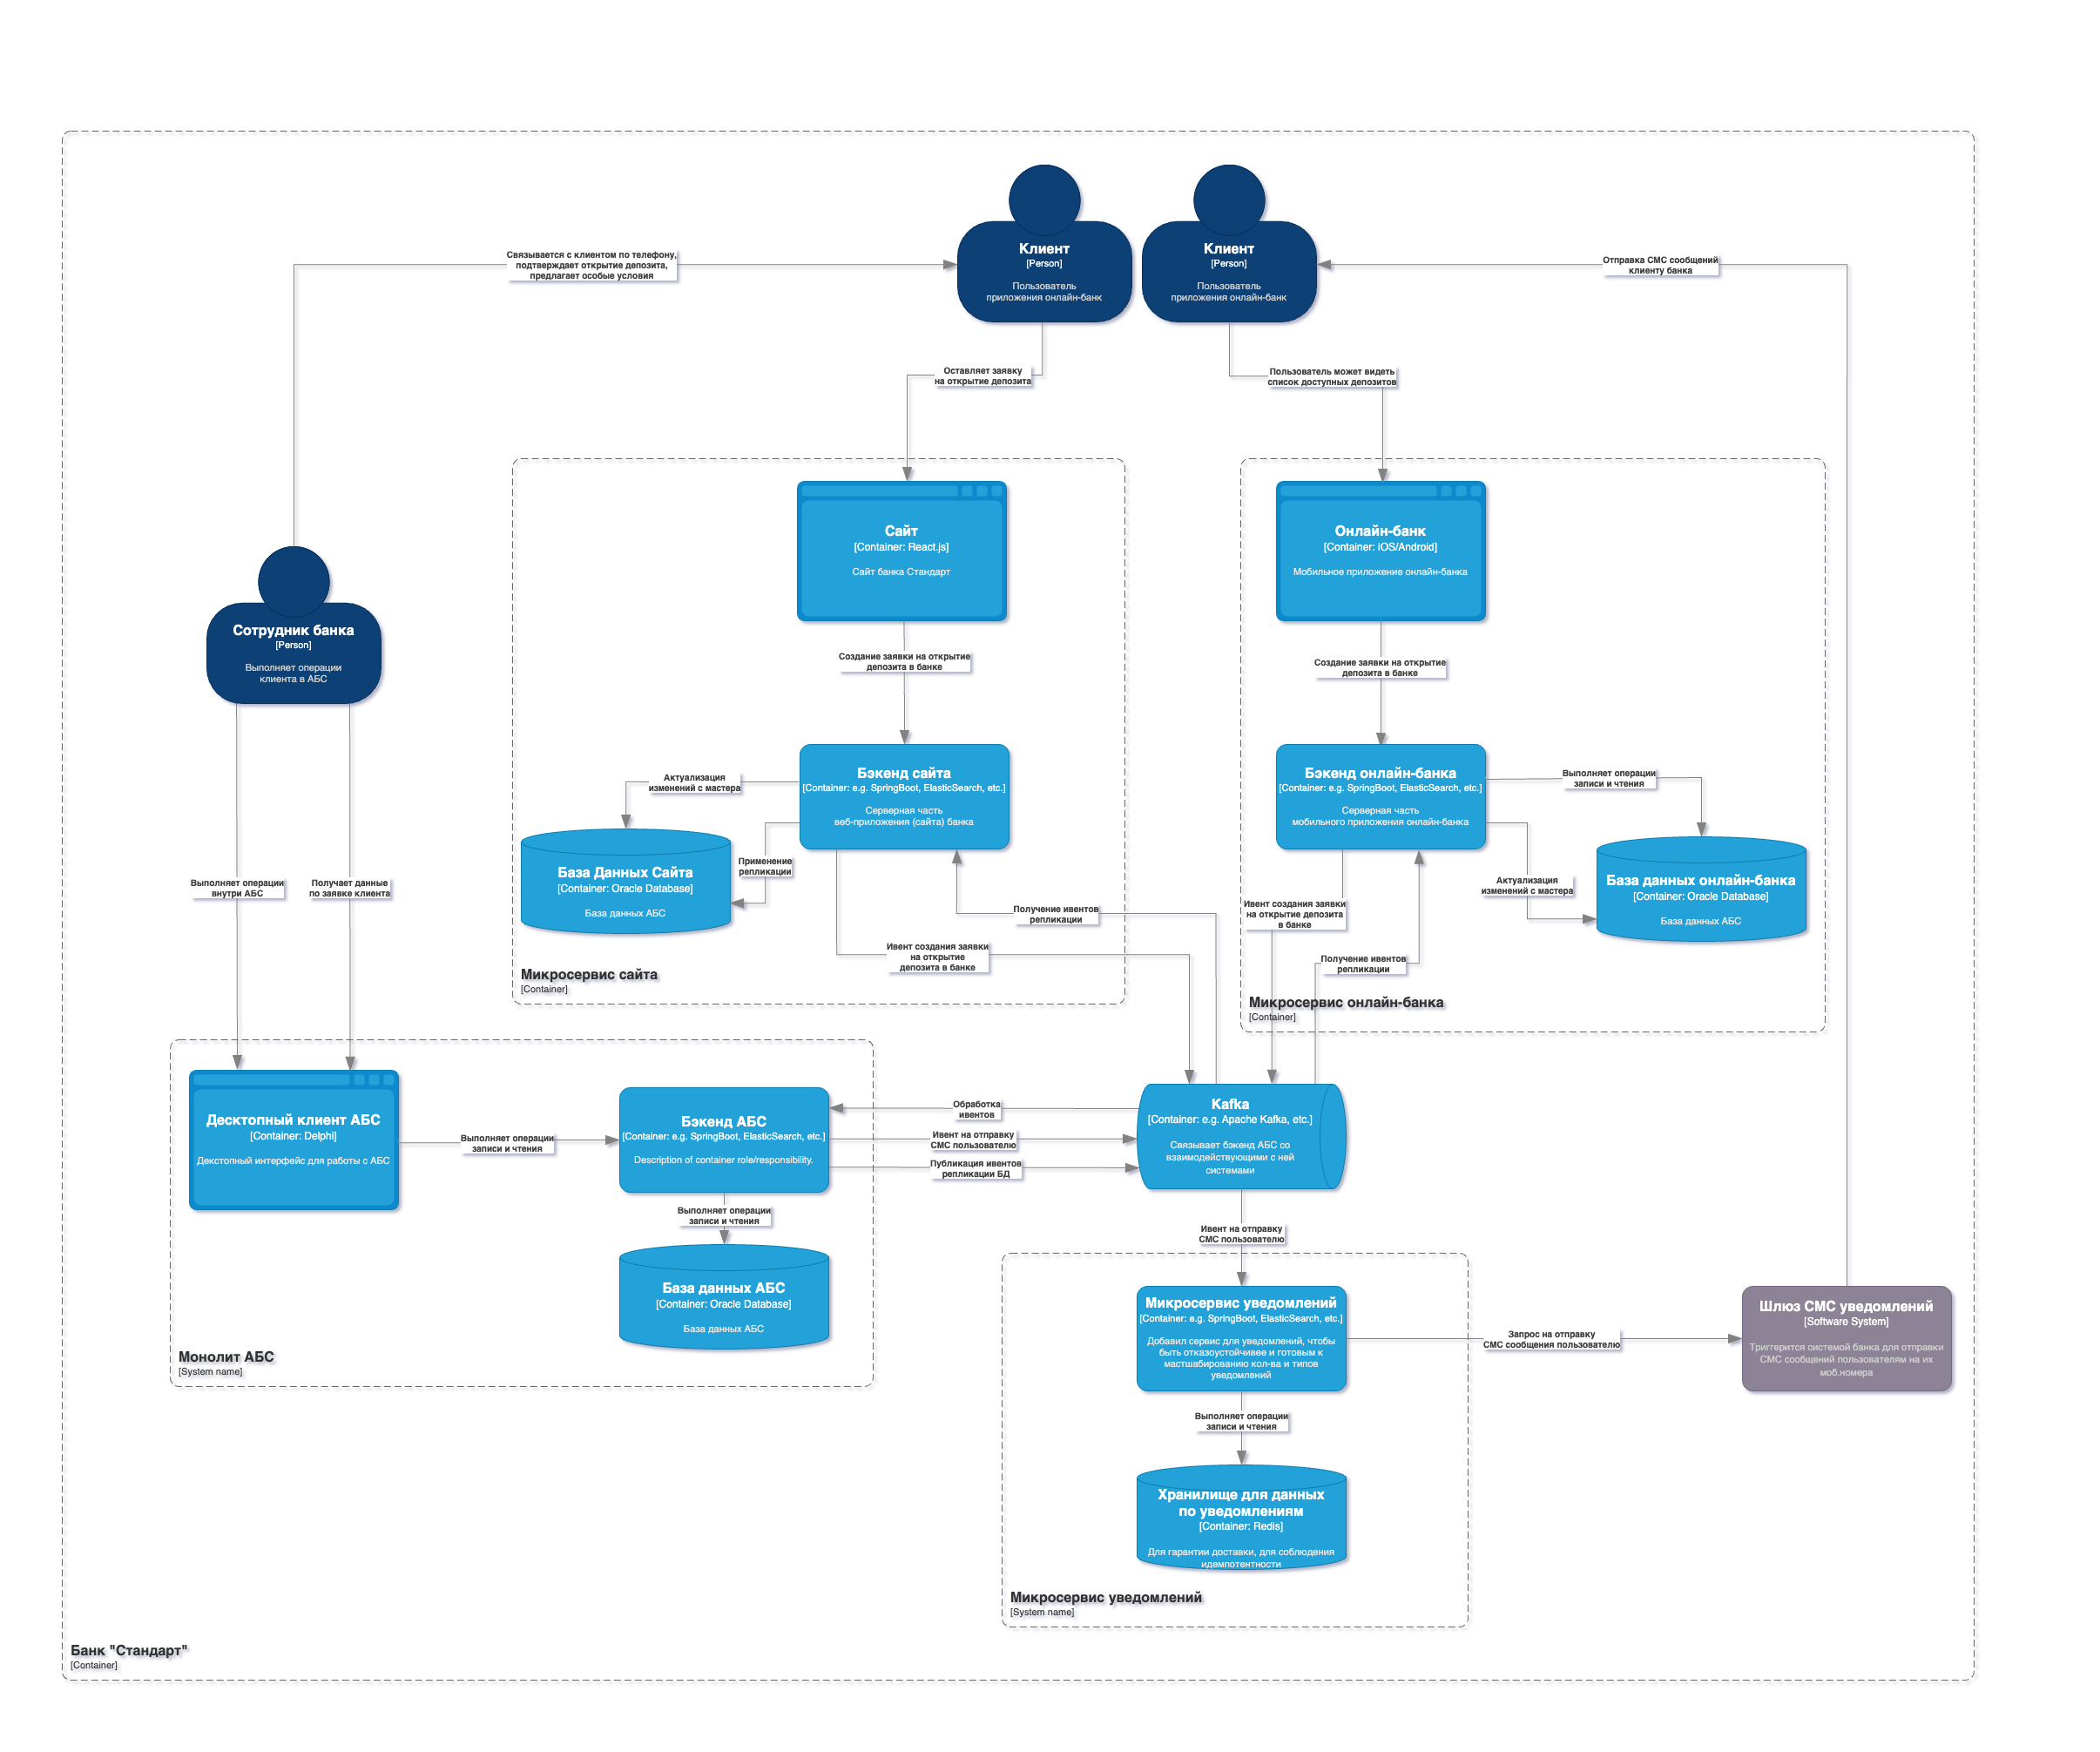 Клиент
[Person]
Пользователь
приложения онлайн-банк
Клиент
[Person]
Пользователь
приложения онлайн-банк
Связывается с клиентом по телефону,
подтверждает открытие депозита,
предлагает особые условия
Отправка СМС сообщений
клиенту банка
Оставляет заявку
на открытие депозита
Пользователь может видеть
список доступных депозитов
Сайт
[Container: React.js]
Сайт банка Стандарт
Онлайн-банк
[Container: iOS/Android]
Мобильное приложение онлайн-банка
Сотрудник банка
[Person]
Выполняет операции
клиента в АБС
Создание заявки на открытие
депозита в банке
Создание заявки на открытие
депозита в банке
Бэкенд сайта
[Container: e.g. SpringBoot, ElasticSearch, etc.]
Серверная часть
веб-приложения (сайта) банка
Актуализация
изменений с мастера
Применение
репликации
База Данных Сайта
[Container: Oracle Database]
База данных АБС
Бэкенд онлайн-банка
[Container: e.g. SpringBoot, ElasticSearch, etc.]
Серверная часть
мобильного приложения онлайн-банка
Выполняет операции
записи и чтения
Актуализация
изменений с мастера
База данных онлайн-банка
[Container: Oracle Database]
База данных АБС
Выполняет операции
внутри АБС
Получает данные
по заявке клиента
Получение ивентов
репликации
Ивент создания заявки
на открытие
депозита в банке
Ивент создания заявки
на открытие депозита
в банке
Получение ивентов
репликации
Микросервис сайта
[Container]
Микросервис онлайн-банка
[Container]
Десктопный клиент АБС
[Container: Delphi]
Декстопный интерфейс для работы с АБС
Выполняет операции
записи и чтения
Бэкенд АБС
[Container: e.g. SpringBoot, ElasticSearch, etc.]
Description of container role/responsibility.
Обработка
ивентов
Ивент на отправку
СМС пользователю
Публикация ивентов
репликации БД
Kafka
[Container: e.g. Apache Kafka, etc.]
Связывает бэкенд АБС со
взаимодействующими с ней
системами
Выполняет операции
записи и чтения
База данных АБС
[Container: Oracle Database]
База данных АБС
Монолит АБС
[System name]
Ивент на отправку
СМС пользователю
Микросервис уведомлений
[Container: e.g. SpringBoot, ElasticSearch, etc.]
Добавил сервис для уведомлений, чтобы
быть отказоустойчивее и готовым к
мастшабированию кол-ва и типов
уведомлений
Запрос на отправку
СМС сообщения пользователю
Шлюз СМС уведомлений
[Software System]
Триггерится системой банка для отправки
СМС сообщений пользователям на их
моб.номера
Выполняет операции
записи и чтения
Хранилище для данных
по уведомлениям
[Container: Redis]
Для гарантии доставки, для соблюдения
идемпотентности
Микросервис уведомлений
[System name]
Банк "Стандарт"
[Container]